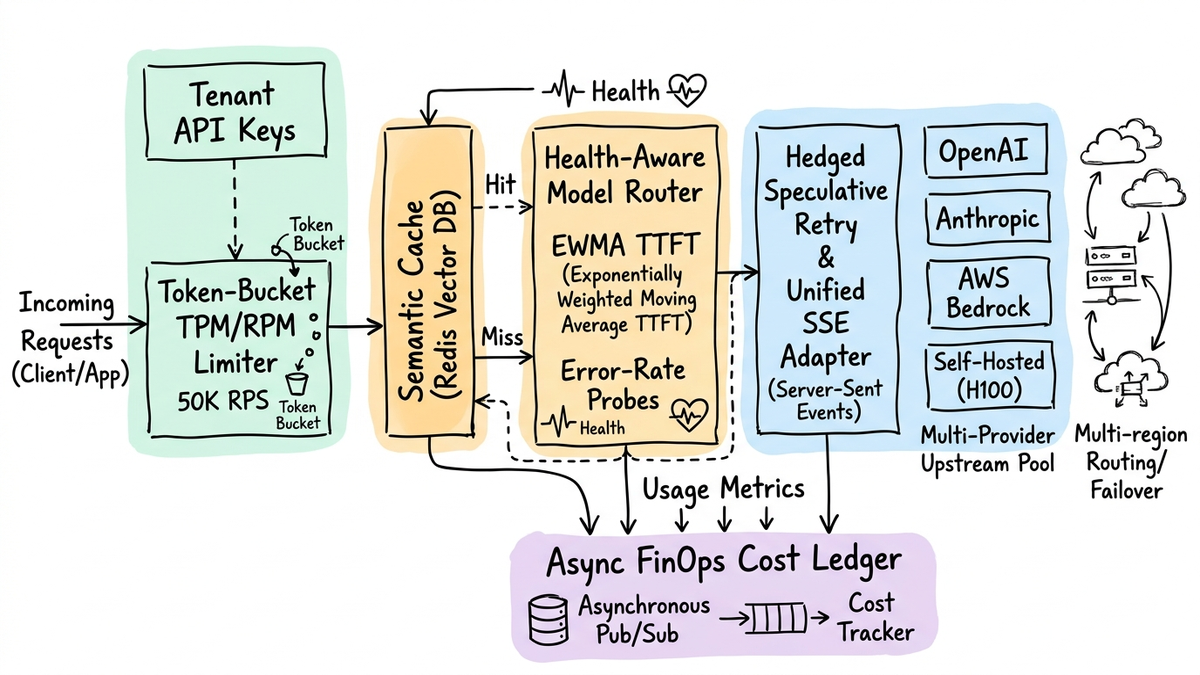 Tenant
API Keys
Token
Bucket
Token-Bucket
TPM/RPM
Limiter
50K RPS
Token
Bucket
Incoming
Requests
(Client/App)
Semantic Cache
(Redis Vector DB)
Health
Hit
Miss
Health-Aware
Model Router
EWMA TTFT
(Exponentially
Weighted Moving
Average TTFT)
Error-Rate
Probes
Health
Hedged
Speculative
Retry
&
Unified
SSE
Adapter
(Server-Sent
Events)
OpenAI
Anthropic
AWS
Bedrock
Self-Hosted
(H100)
Multi-Provider
Upstream Pool
Multi-region
Routing/
Failover
Usage Metrics
Async FinOps Cost Ledger
Asynchronous
Pub/Sub
Cost
Tracker